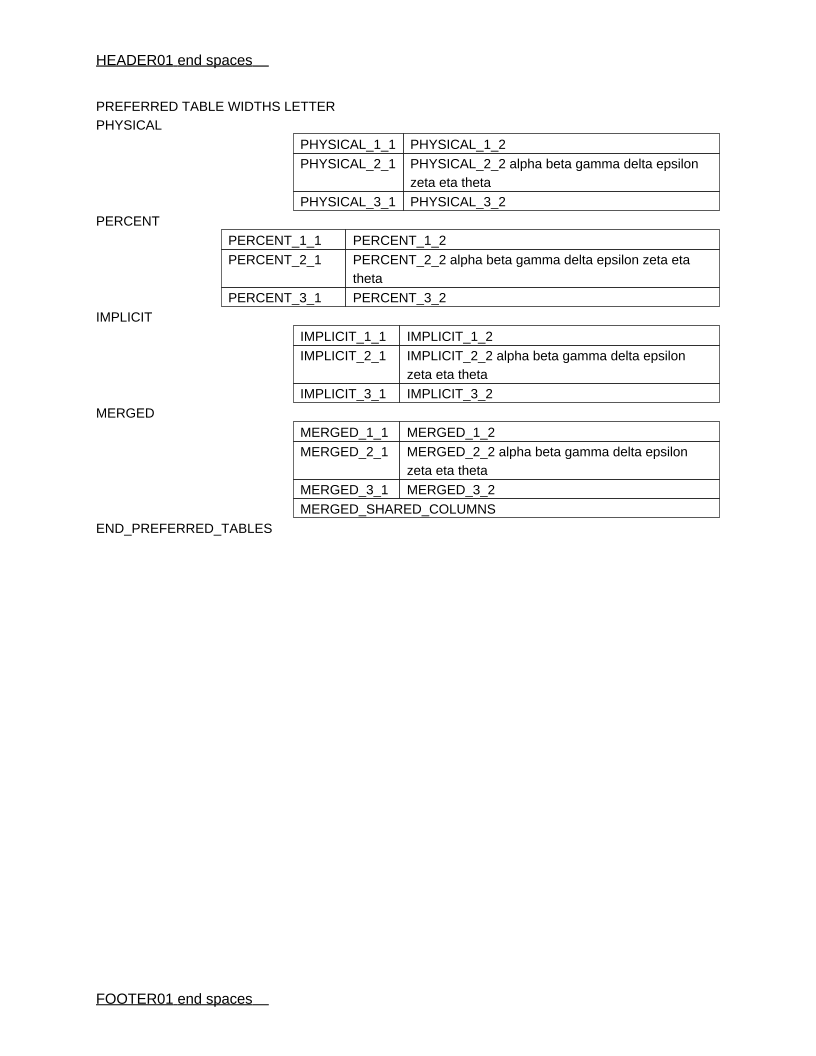 HEADER01 end spaces
PREFERRED TABLE WIDTHS LETTER
PHYSICAL
PHYSICAL_1_1 PHYSICAL_1_2
PHYSICAL_2_1 PHYSICAL_2_2 alpha beta gamma delta epsilon
zeta eta theta
PHYSICAL_3_1 PHYSICAL_3_2
PERCENT
PERCENT_1_1 PERCENT_1_2
PERCENT_2_1 PERCENT_2_2 alpha beta gamma delta epsilon zeta eta
theta
PERCENT_3_1 PERCENT_3_2
IMPLICIT
IMPLICIT_1_1 IMPLICIT_1_2
IMPLICIT_2_1 IMPLICIT_2_2 alpha beta gamma delta epsilon
zeta eta theta
IMPLICIT_3_1 IMPLICIT_3_2
MERGED
MERGED_1_1 MERGED_1_2
MERGED_2_1 MERGED_2_2 alpha beta gamma delta epsilon
zeta eta theta
MERGED_3_1 MERGED_3_2
MERGED_SHARED_COLUMNS
END_PREFERRED_TABLES
FOOTER01 end spaces